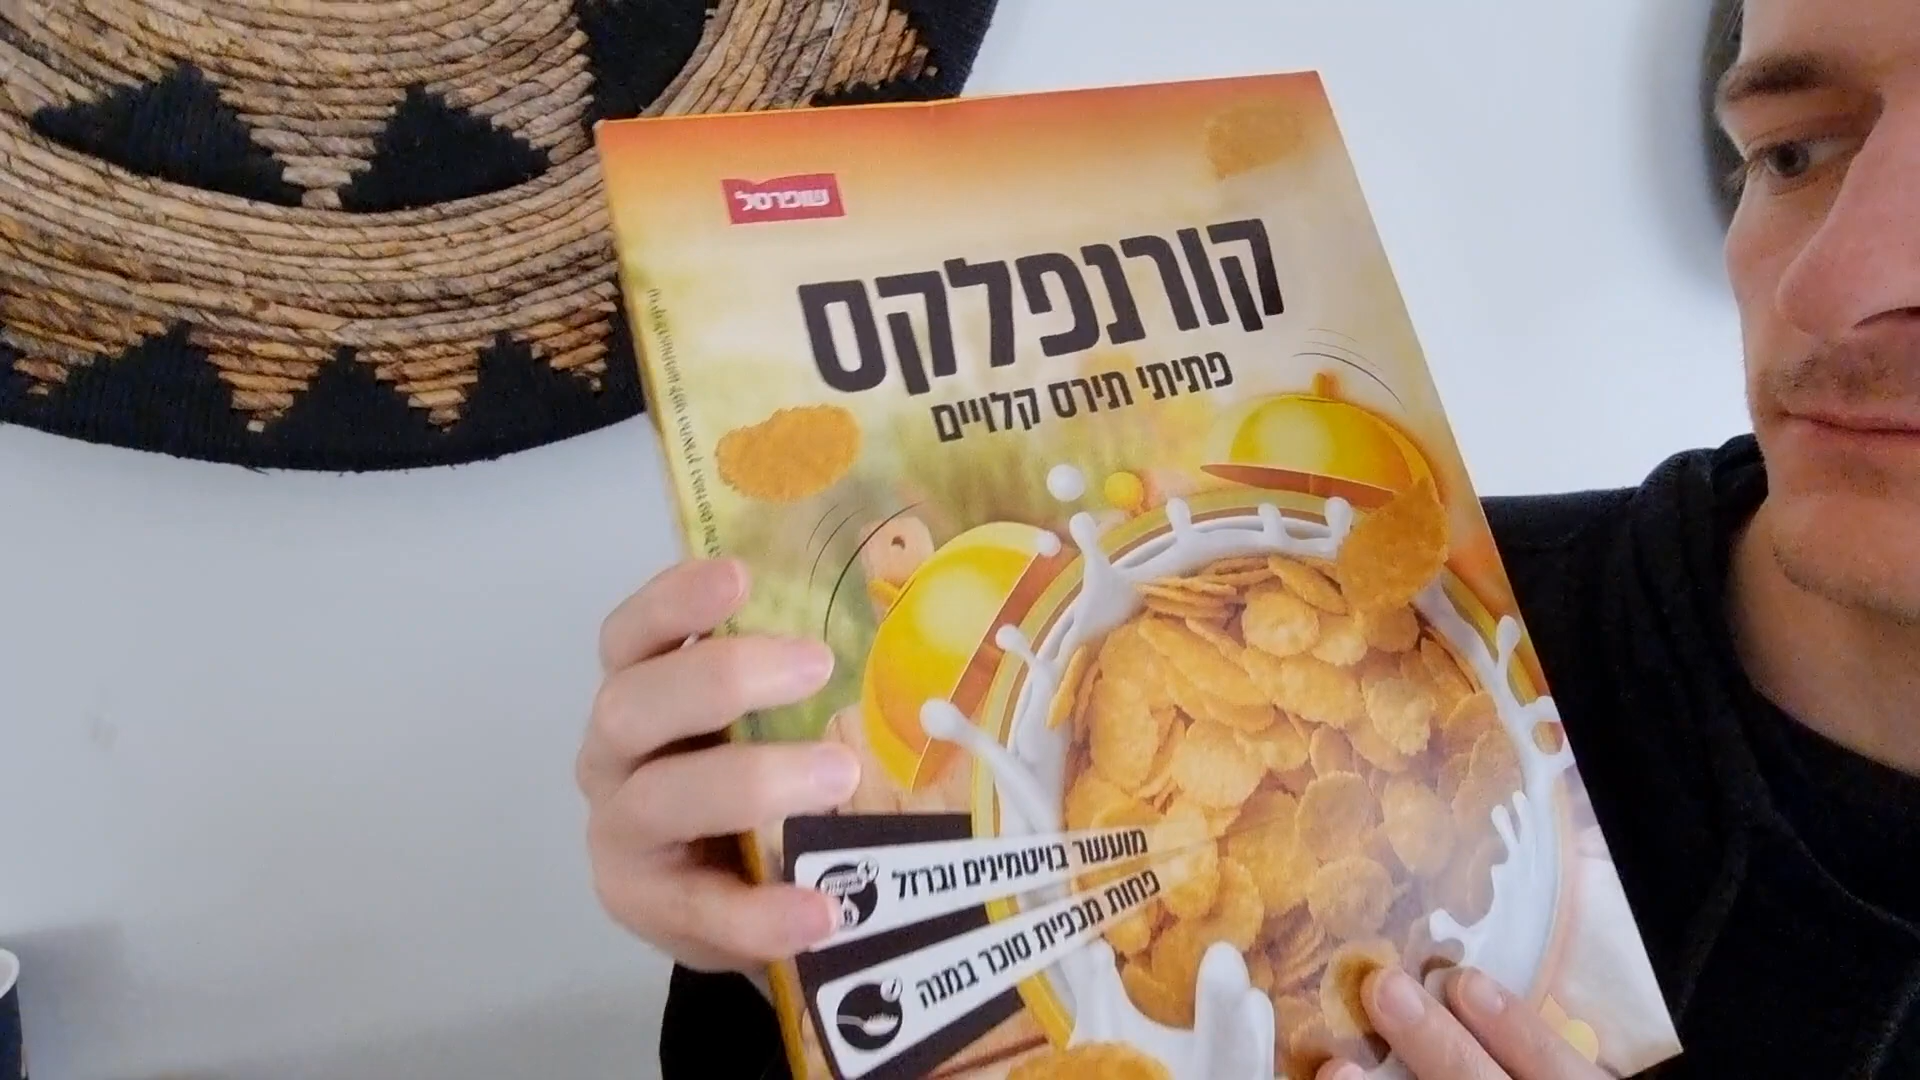 שופרסל
קורנפלקס
פתיתי תירס קלויים
מועשר בויטמינים וברזל
פחות מכפית סוכר במנה